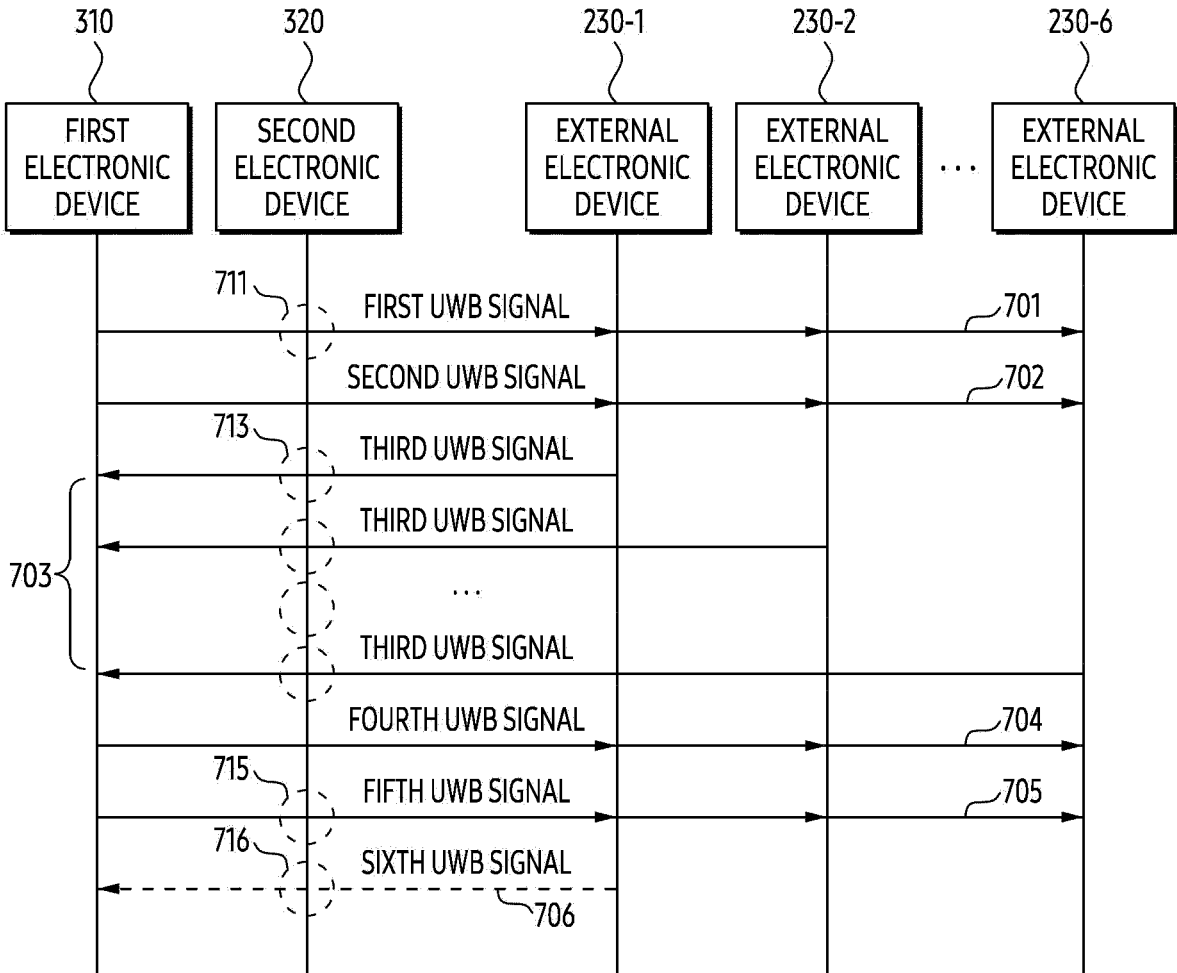 310
320
230-1
230-2
230-6
FIRST
ELECTRONIC
DEVICE
SECOND
ELECTRONIC
DEVICE
EXTERNAL
ELECTRONIC
DEVICE
EXTERNAL
ELECTRONIC
DEVICE
...
EXTERNAL
ELECTRONIC
DEVICE
711
FIRST UWB SIGNAL
701
SECOND UWB SIGNAL
702
713
THIRD UWB SIGNAL
THIRD UWB SIGNAL
703
...
THIRD UWB SIGNAL
FOURTH UWB SIGNAL
704
715
FIFTH UWB SIGNAL
705
716
SIXTH UWB SIGNAL
706